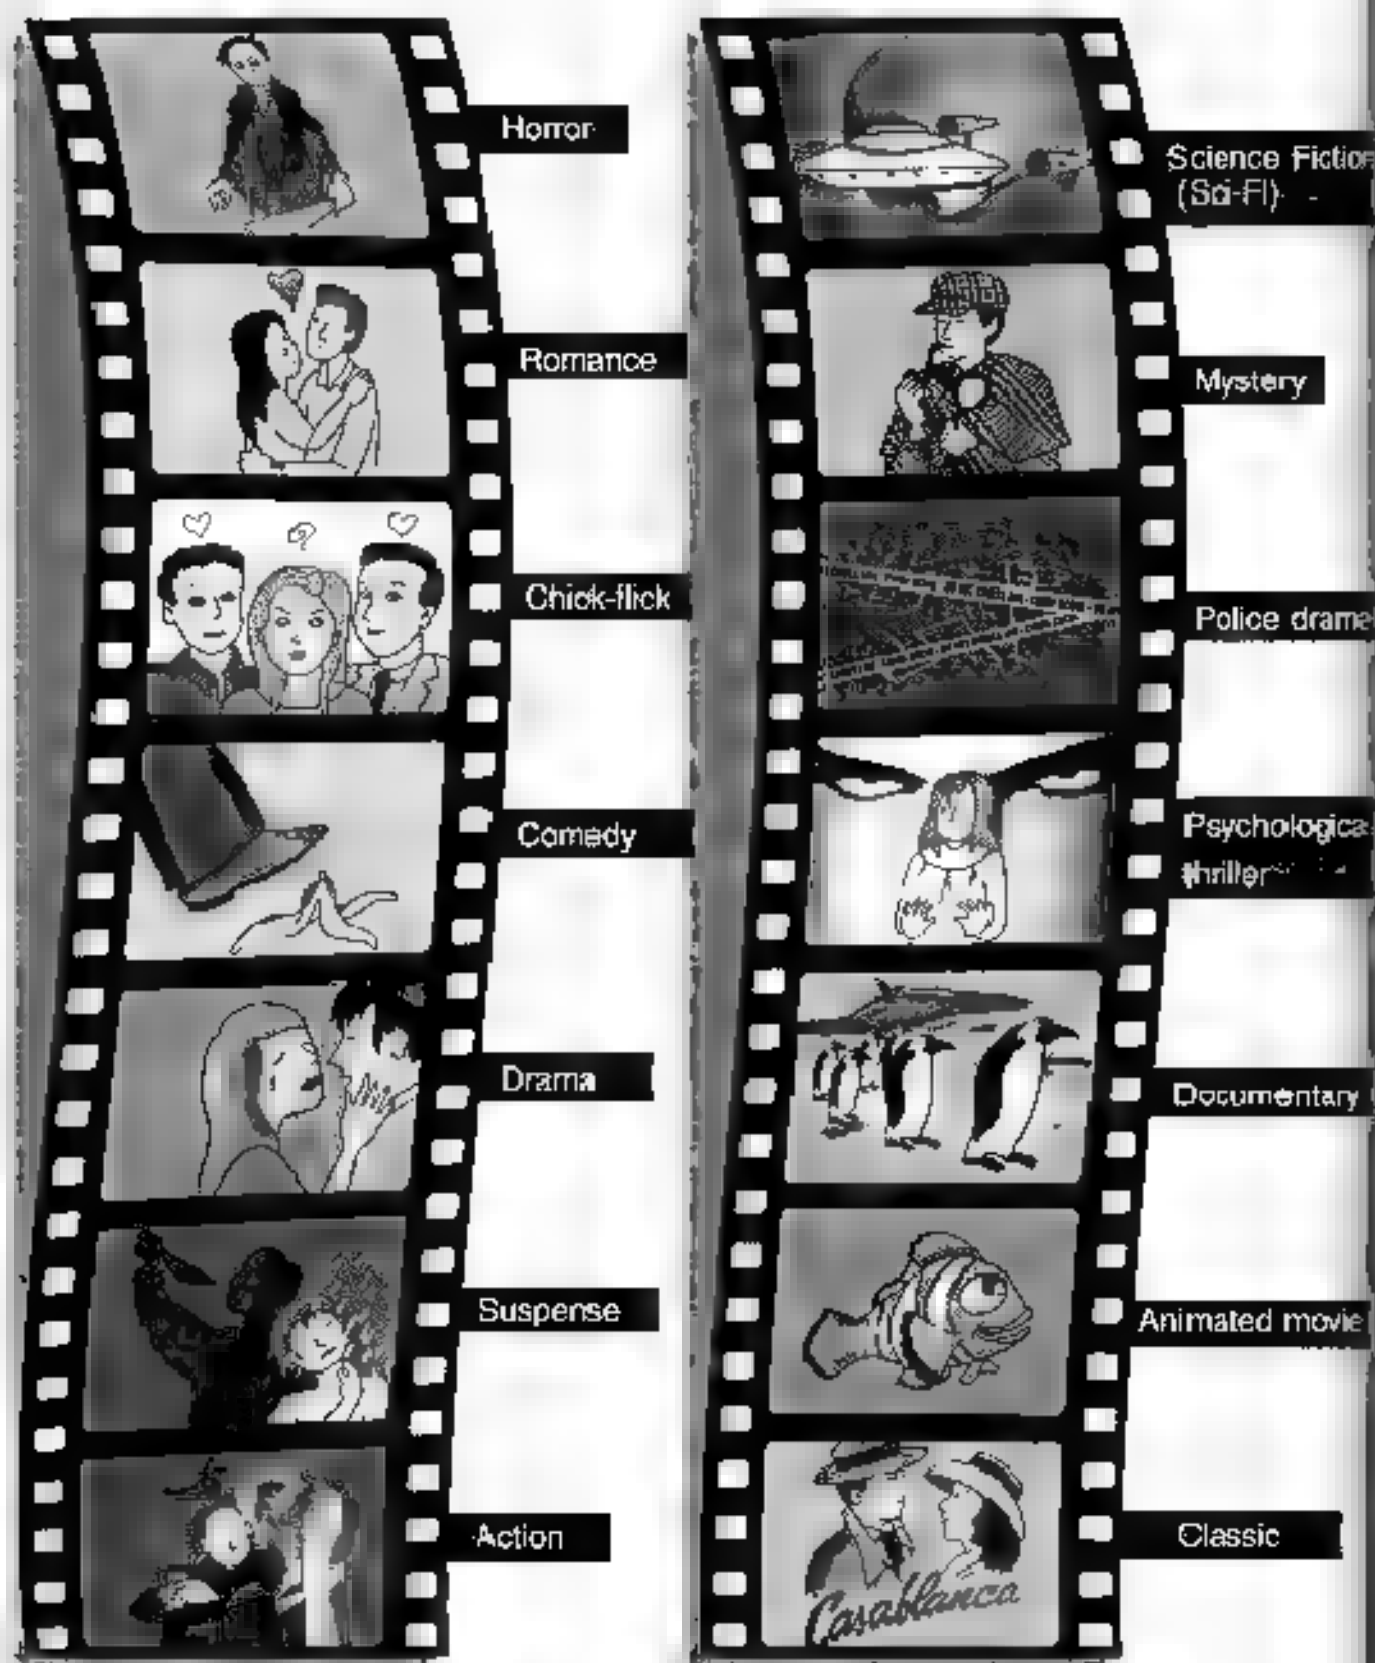 Horror
Romance
Chick-flick
Comedy
Drama
Suspense
Action
Science Fiction
(Sci-Fi)
Mystery
Police
Psychological
thriller
Documentary
Animated movie
Classic
Casablanca